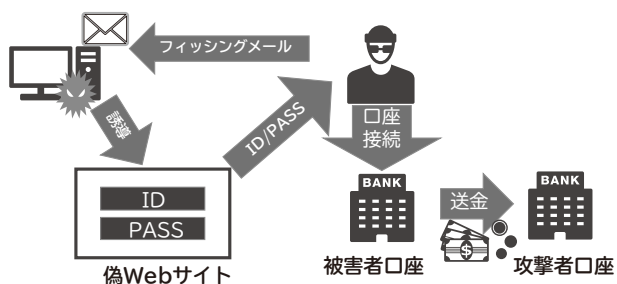 フィッシングメール
誘導
ID/PASS
口座
接続
ID
PASS
偽Webサイト
BANK
被害者口座
送金
BANK
攻撃者口座